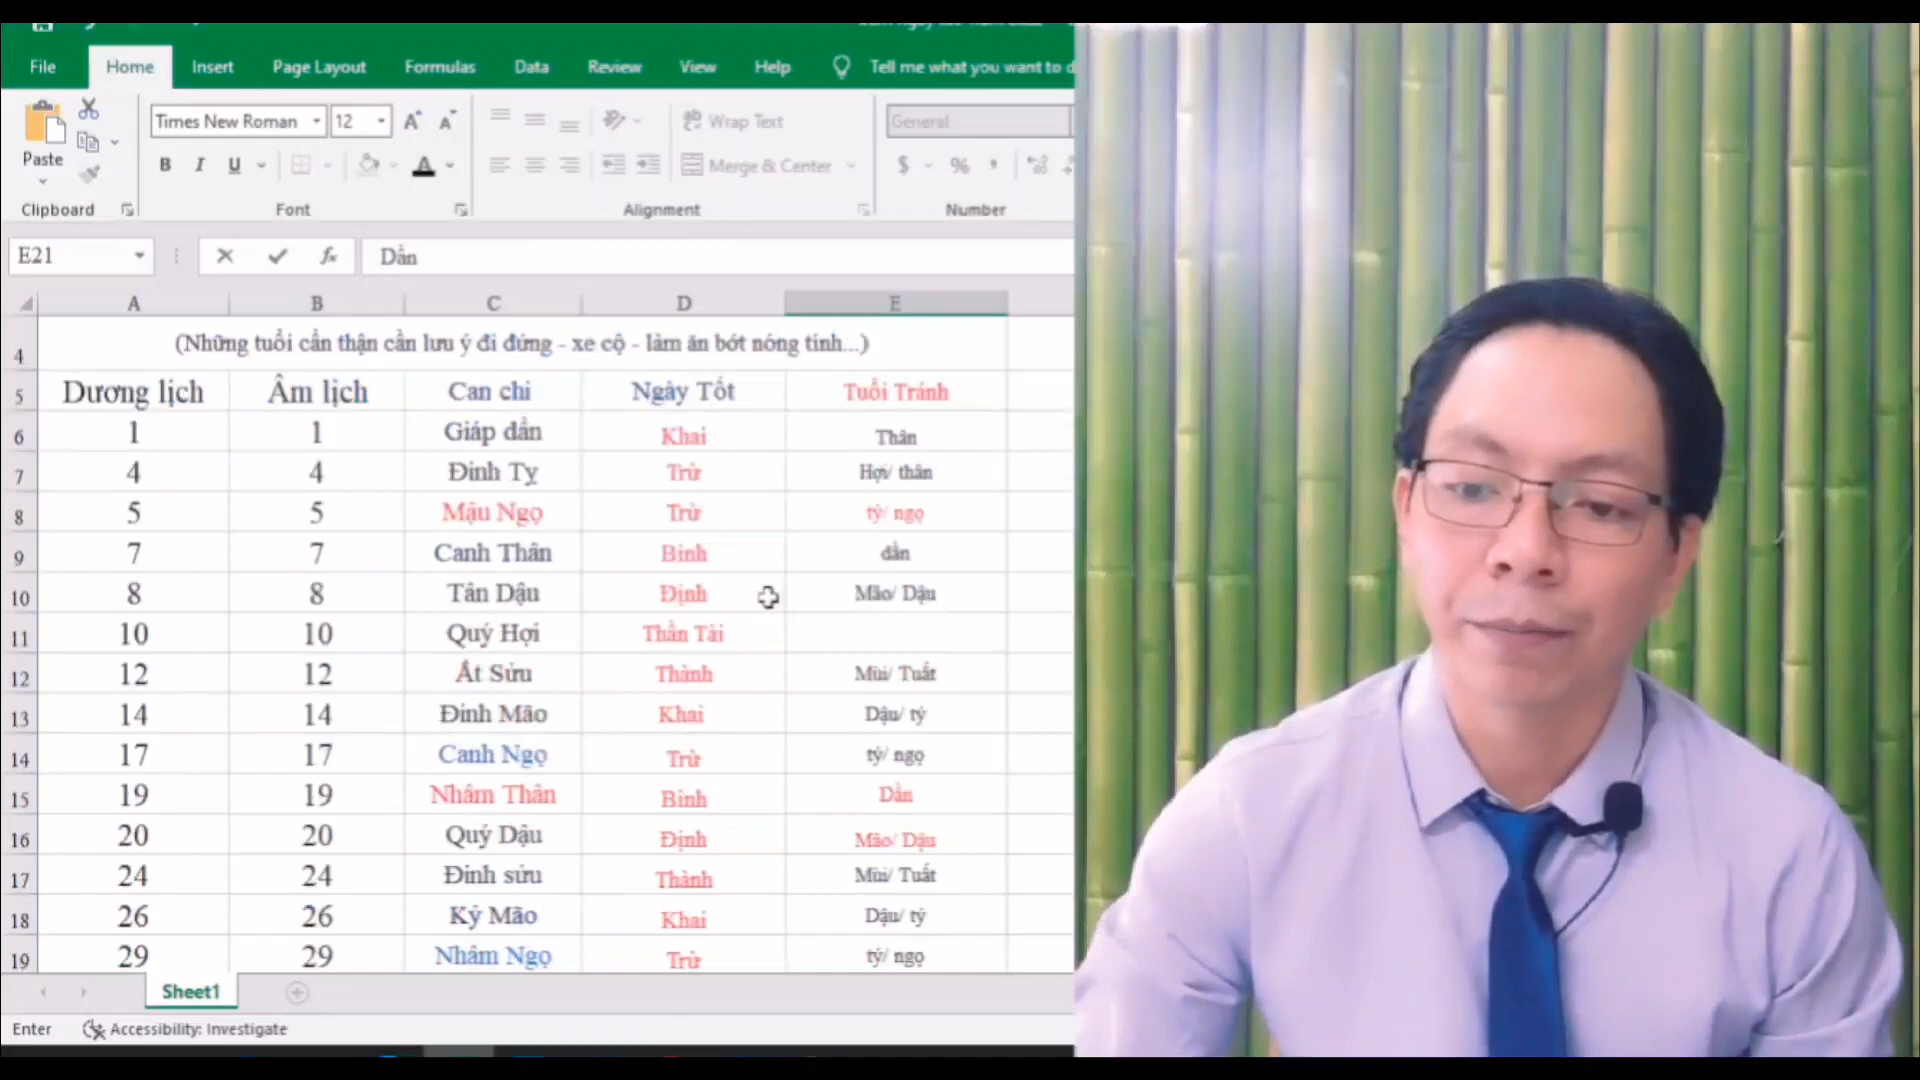 File Home Insert Page Layout Formulas Data Review View Help Tell me what you want to d
Times New Roman 12 Wrap Text General
Paste B I U A Merge & Center $ % ,
Clipboard Font Alignment Number
E21 fx Dần
A B C D E
4 (Những tuổi cẩn thận cần lưu ý đi đứng - xe cộ - làm ăn bớt nóng tính...)
5 Dương lịch Âm lịch Can chi Ngày Tốt Tuổi Tránh
6 1 1 Giáp dần Khai Thân
7 4 4 Đinh Tỵ Trừ Hợi/ thân
8 5 5 Mậu Ngọ Trừ tý/ ngọ
9 7 7 Canh Thân Bình dần
10 8 8 Tân Dậu Định Mão/ Dậu
11 10 10 Quý Hợi Thần Tài
12 12 12 Ất Sửu Thành Mùi/ Tuất
13 14 14 Đinh Mão Khai Dậu/ tý
14 17 17 Canh Ngọ Trừ tý/ ngọ
15 19 19 Nhâm Thân Bình Dần
16 20 20 Quý Dậu Định Mão/ Dậu
17 24 24 Đinh sửu Thành Mùi/ Tuất
18 26 26 Kỷ Mão Khai Dậu/ tý
19 29 29 Nhâm Ngọ Trừ tý/ ngọ
Sheet1
Enter Accessibility: Investigate